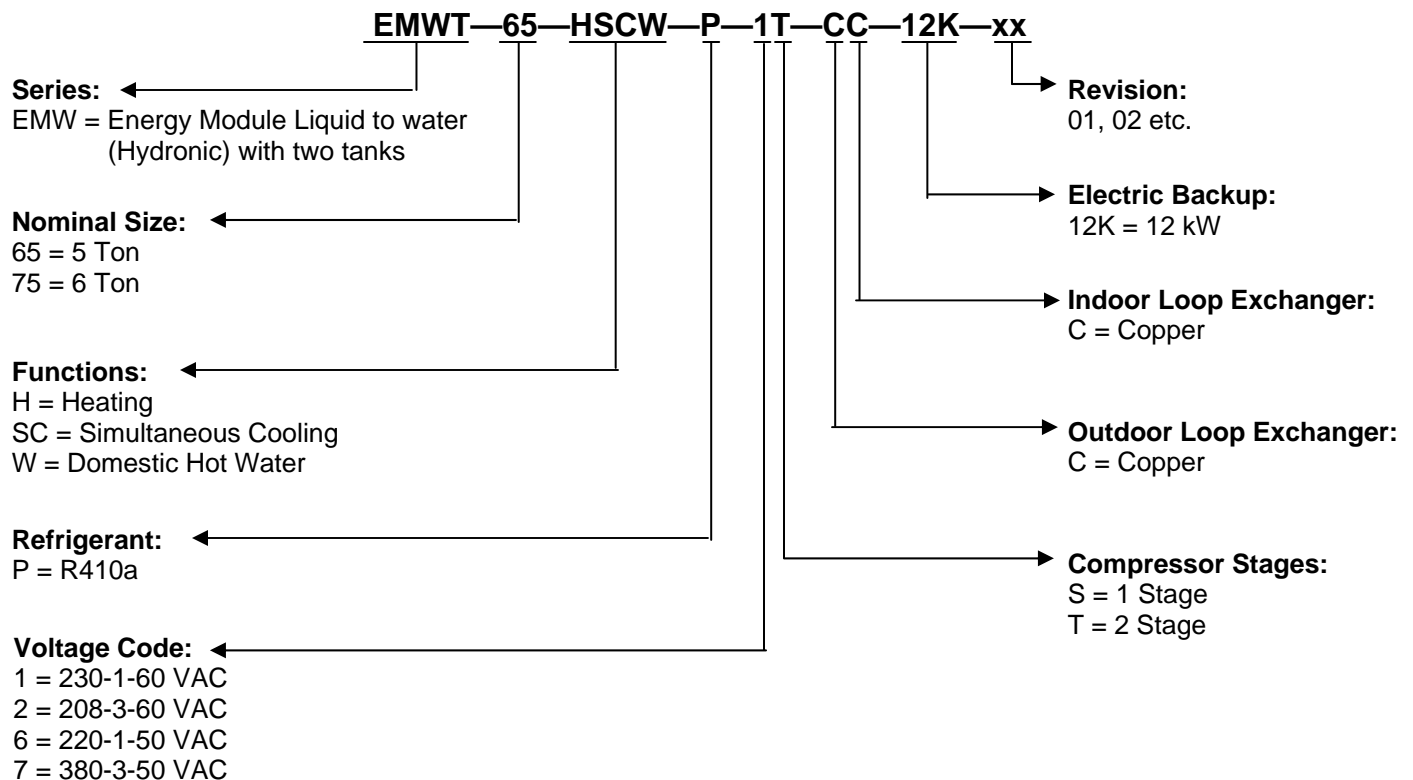 EMWT—65—HSCW—P—1T—CC—12K—xx
Series:
EMW = Energy Module Liquid to water
(Hydronic) with two tanks
Nominal Size:
65 = 5 Ton
75 = 6 Ton
Functions:
H = Heating
SC = Simultaneous Cooling
W = Domestic Hot Water
Refrigerant:
P = R410a
Voltage Code:
1 = 230-1-60 VAC
2 = 208-3-60 VAC
6 = 220-1-50 VAC
7 = 380-3-50 VAC
Revision:
01, 02 etc.
Electric Backup:
12K = 12 kW
Indoor Loop Exchanger:
C = Copper
Outdoor Loop Exchanger:
C = Copper
Compressor Stages:
S = 1 Stage
T = 2 Stage